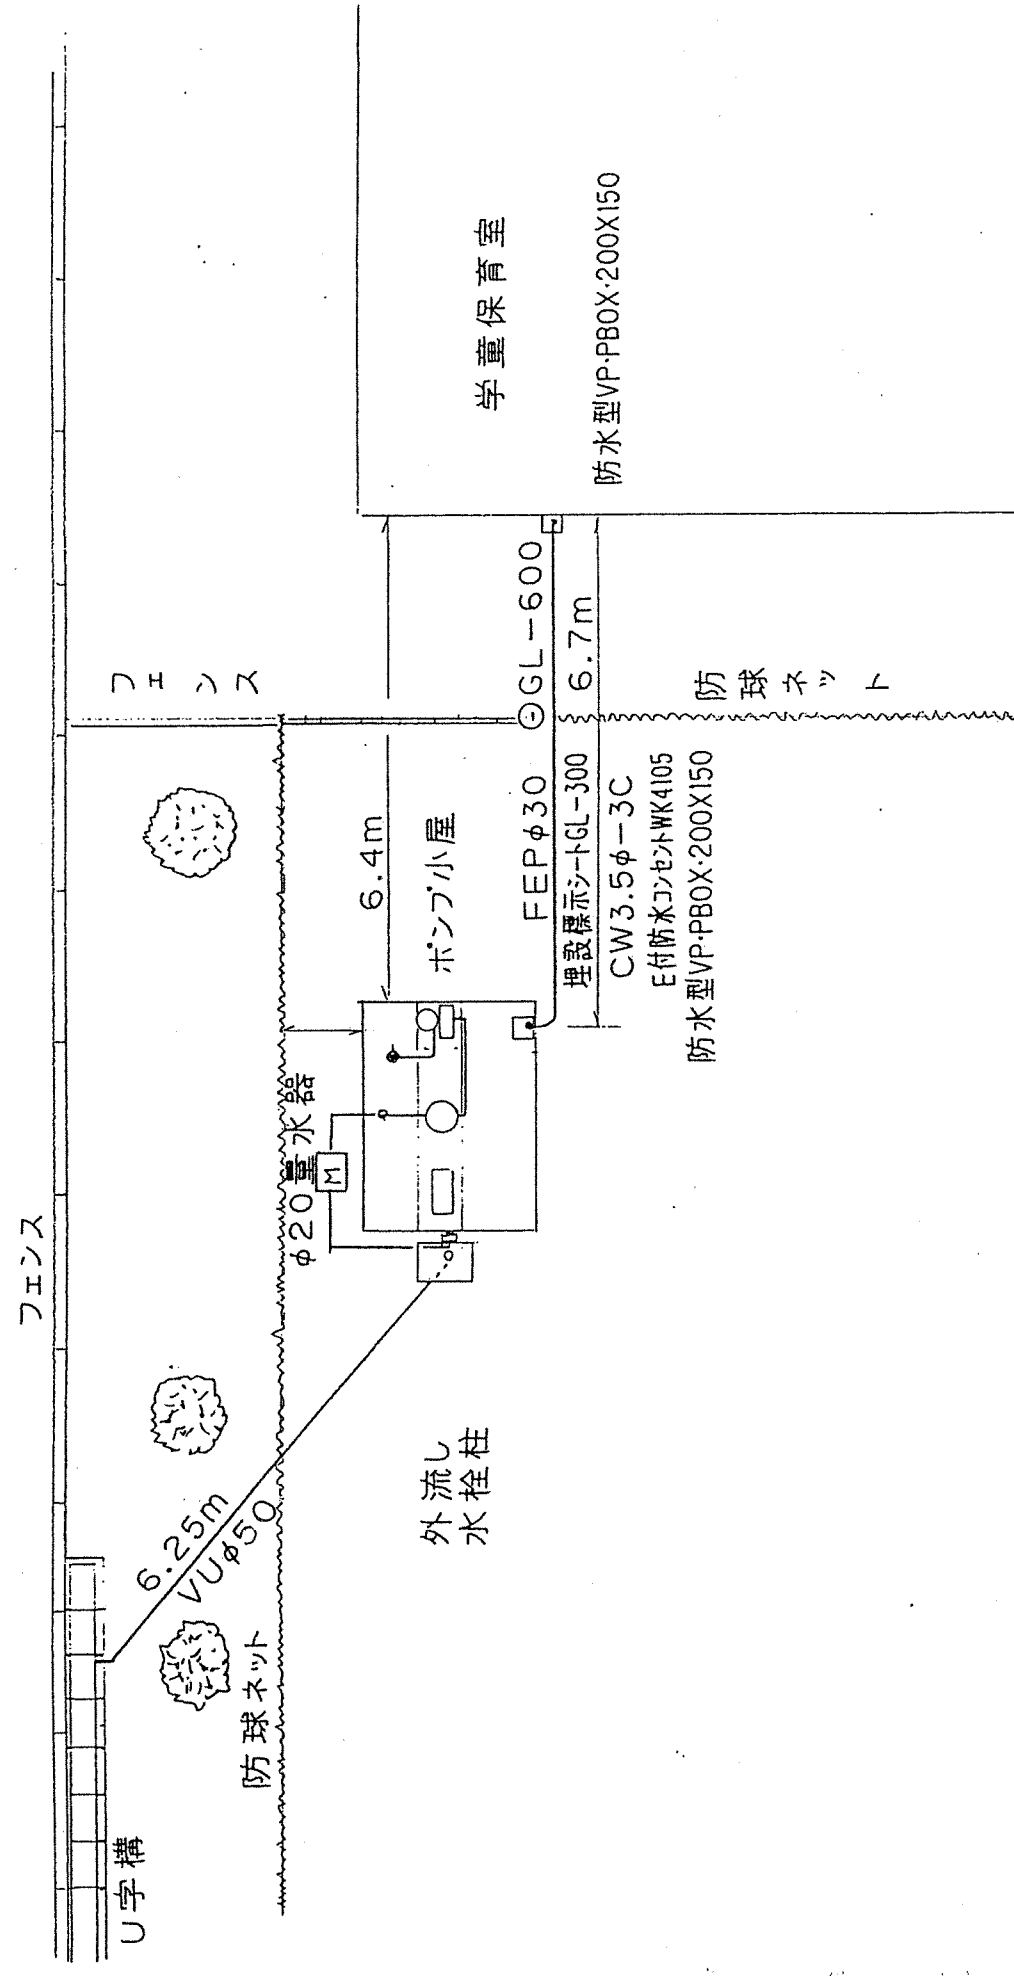 フェンス
U字構
防球ネット
6.25m
VUφ50
外流し
水栓柱
φ20量水器
M
6.4m
ポンプ小屋
フェンス
FEPφ30
GL-600
埋設標示シートGL-300
6.7m
CW3.5φ-3C
E付防水コンセントWK4105
防水型VP·PBOX·200X150
防球ネット
学童保育室
防水型VP·PBOX·200X150